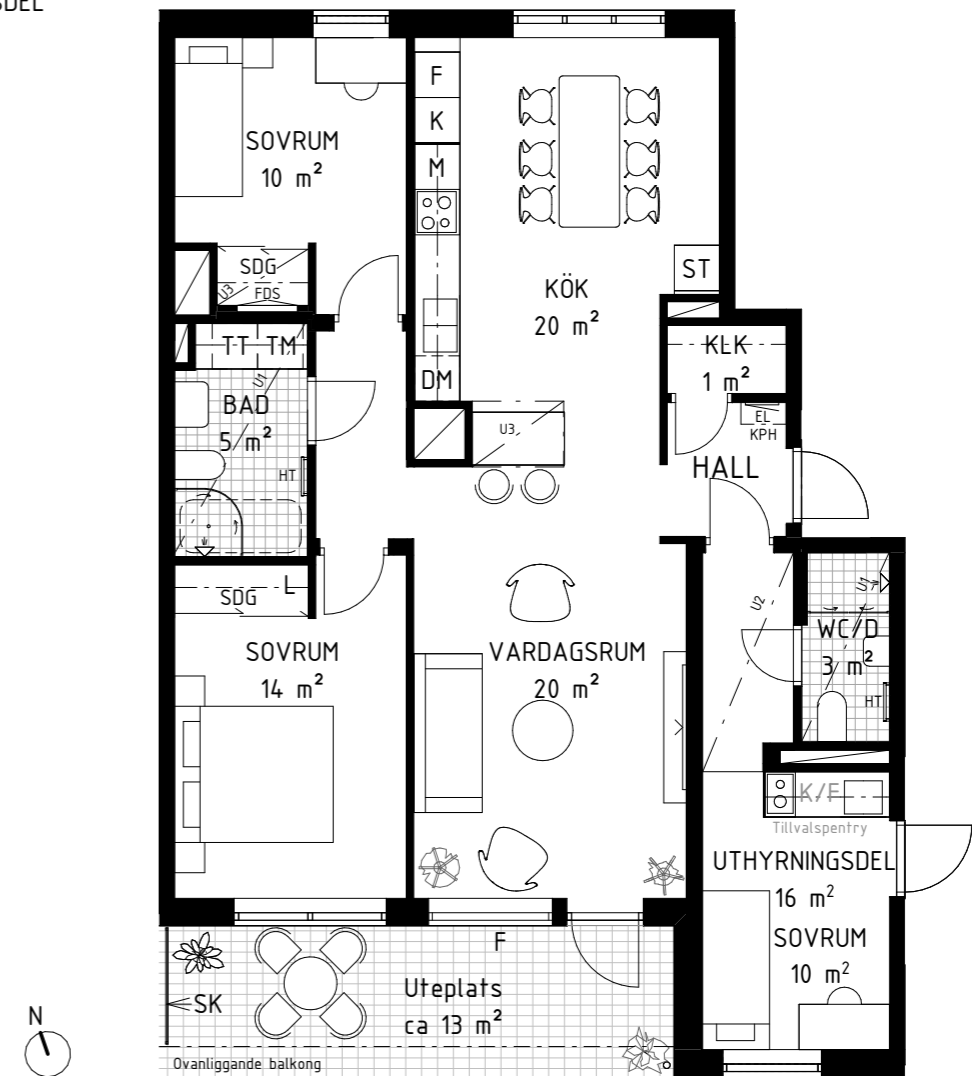 SOVRUM
10 m²
F
K
M
SDG
FDS
U3
ST
KÖK
20 m²
TT TM
KLK
1 m²
DM
U1
BAD
5 m²
EL
KPH
U3
HT
HALL
SDG
L
U2
U1
WC/D
3 m²
HT
SOVRUM
14 m²
VARDAGSRUM
20 m²
K/F
Tillvalspentry
UTHYRNINGSDEL
16 m²
SOVRUM
10 m²
F
Uteplats
ca 13 m²
SK
N
Ovanliggande balkong